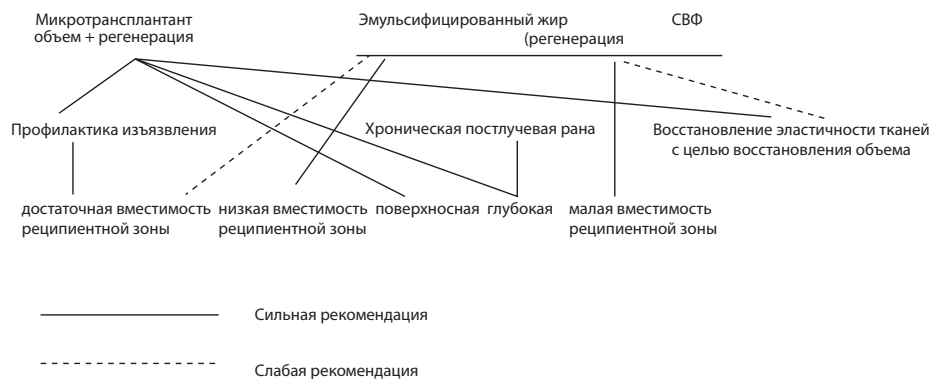 Микротрансплантант
объем + регенерация
Эмульсифицированный жир
(регенерация
СВФ
Профилактика изъязвления
Хроническая постлучевая рана
Восстановление эластичности тканей
с целью восстановления объема
достаточная вместимость
реципиентной зоны
низкая вместимость
реципиентной зоны
поверхносная
глубокая
малая вместимость
реципиентной зоны
Сильная рекомендация
Слабая рекомендация